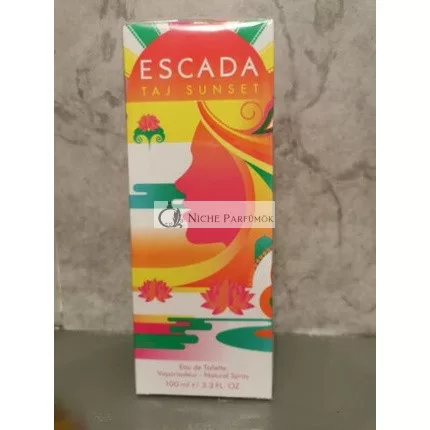 ESCADA
TAJ SUNSET
NICHE PARFÜMÖK
Eau de Toilette
Vaporisateur - Natural Spray
100 ml e 3.3 FL. OZ